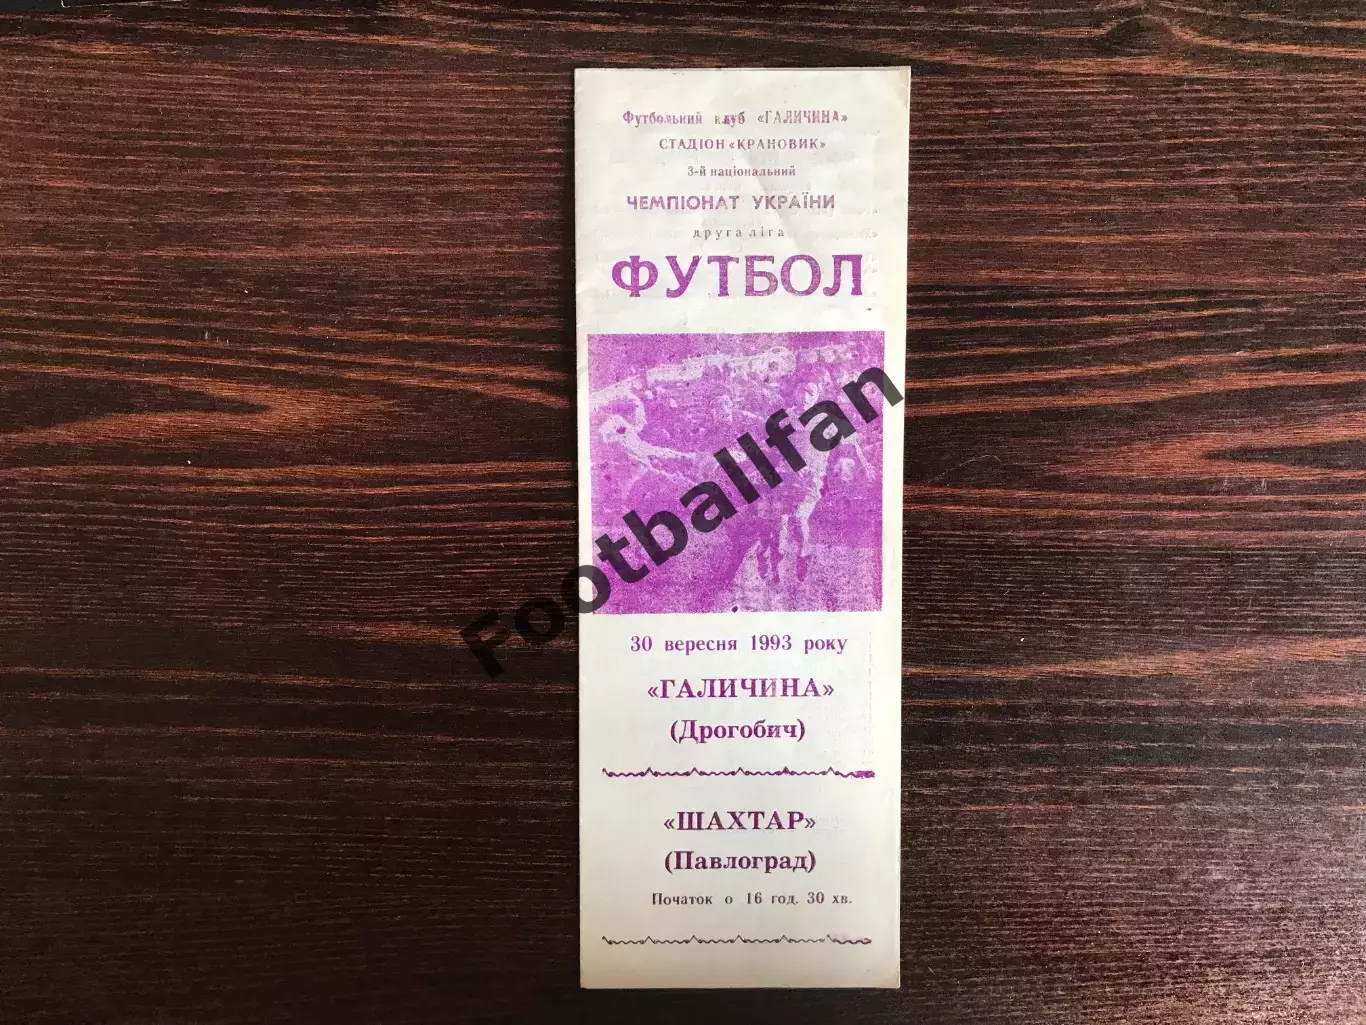 Футбольний клуб «ГАЛИЧИНА»
СТАДІОН «КРАНОВИК»
3-й національний
ЧЕМПІОНАТ УКРАЇНИ
друга ліга
ФУТБОЛ
Footballfan
30 вересня 1993 року
«ГАЛИЧИНА»
(Дрогобич)
«ШАХТАР»
(Павлоград)
Початок о 16 год. 30 хв.